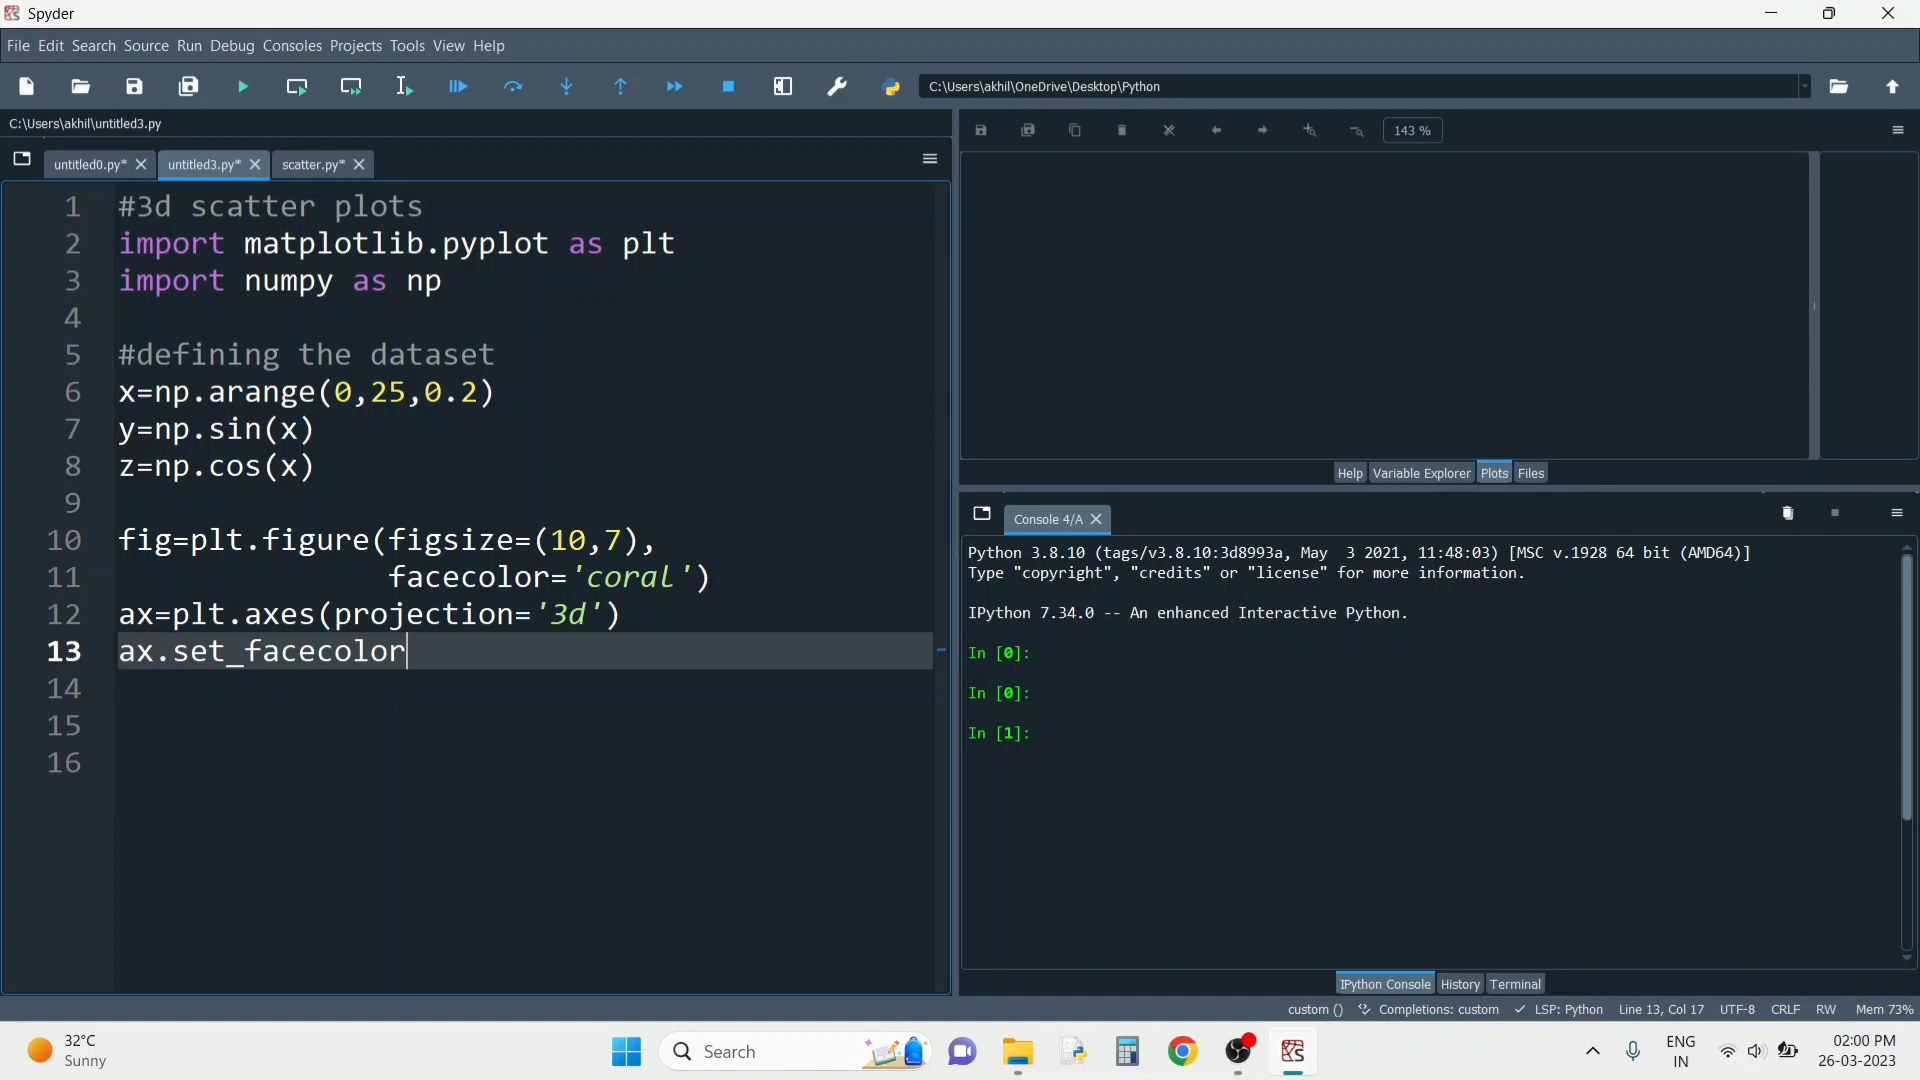 Spyder
File Edit Search Source Run Debug Consoles Projects Tools View Help
C:\Users\akhil\OneDrive\Desktop\Python
C:\Users\akhil\untitled3.py
143 %
untitled0.py* untitled3.py* scatter.py*
1 #3d scatter plots
2 import matplotlib.pyplot as plt
3 import numpy as np
4
5 #defining the dataset
6 x=np.arange(0,25,0.2)
7 y=np.sin(x)
8 z=np.cos(x)
9
10 fig=plt.figure(figsize=(10,7),
11 facecolor='coral')
12 ax=plt.axes(projection='3d')
13 ax.set_facecolor
14
15
16
Help Variable Explorer Plots Files
Console 4/A
Python 3.8.10 (tags/v3.8.10:3d8993a, May  3 2021, 11:48:03) [MSC v.1928 64 bit (AMD64)]
Type "copyright", "credits" or "license" for more information.
IPython 7.34.0 -- An enhanced Interactive Python.
In [0]:
In [0]:
In [1]:
IPython Console History Terminal
custom () Completions: custom LSP: Python Line 13, Col 17 UTF-8 CRLF RW Mem 73%
32°C
Sunny
Search
ENG
IN
02:00 PM
26-03-2023